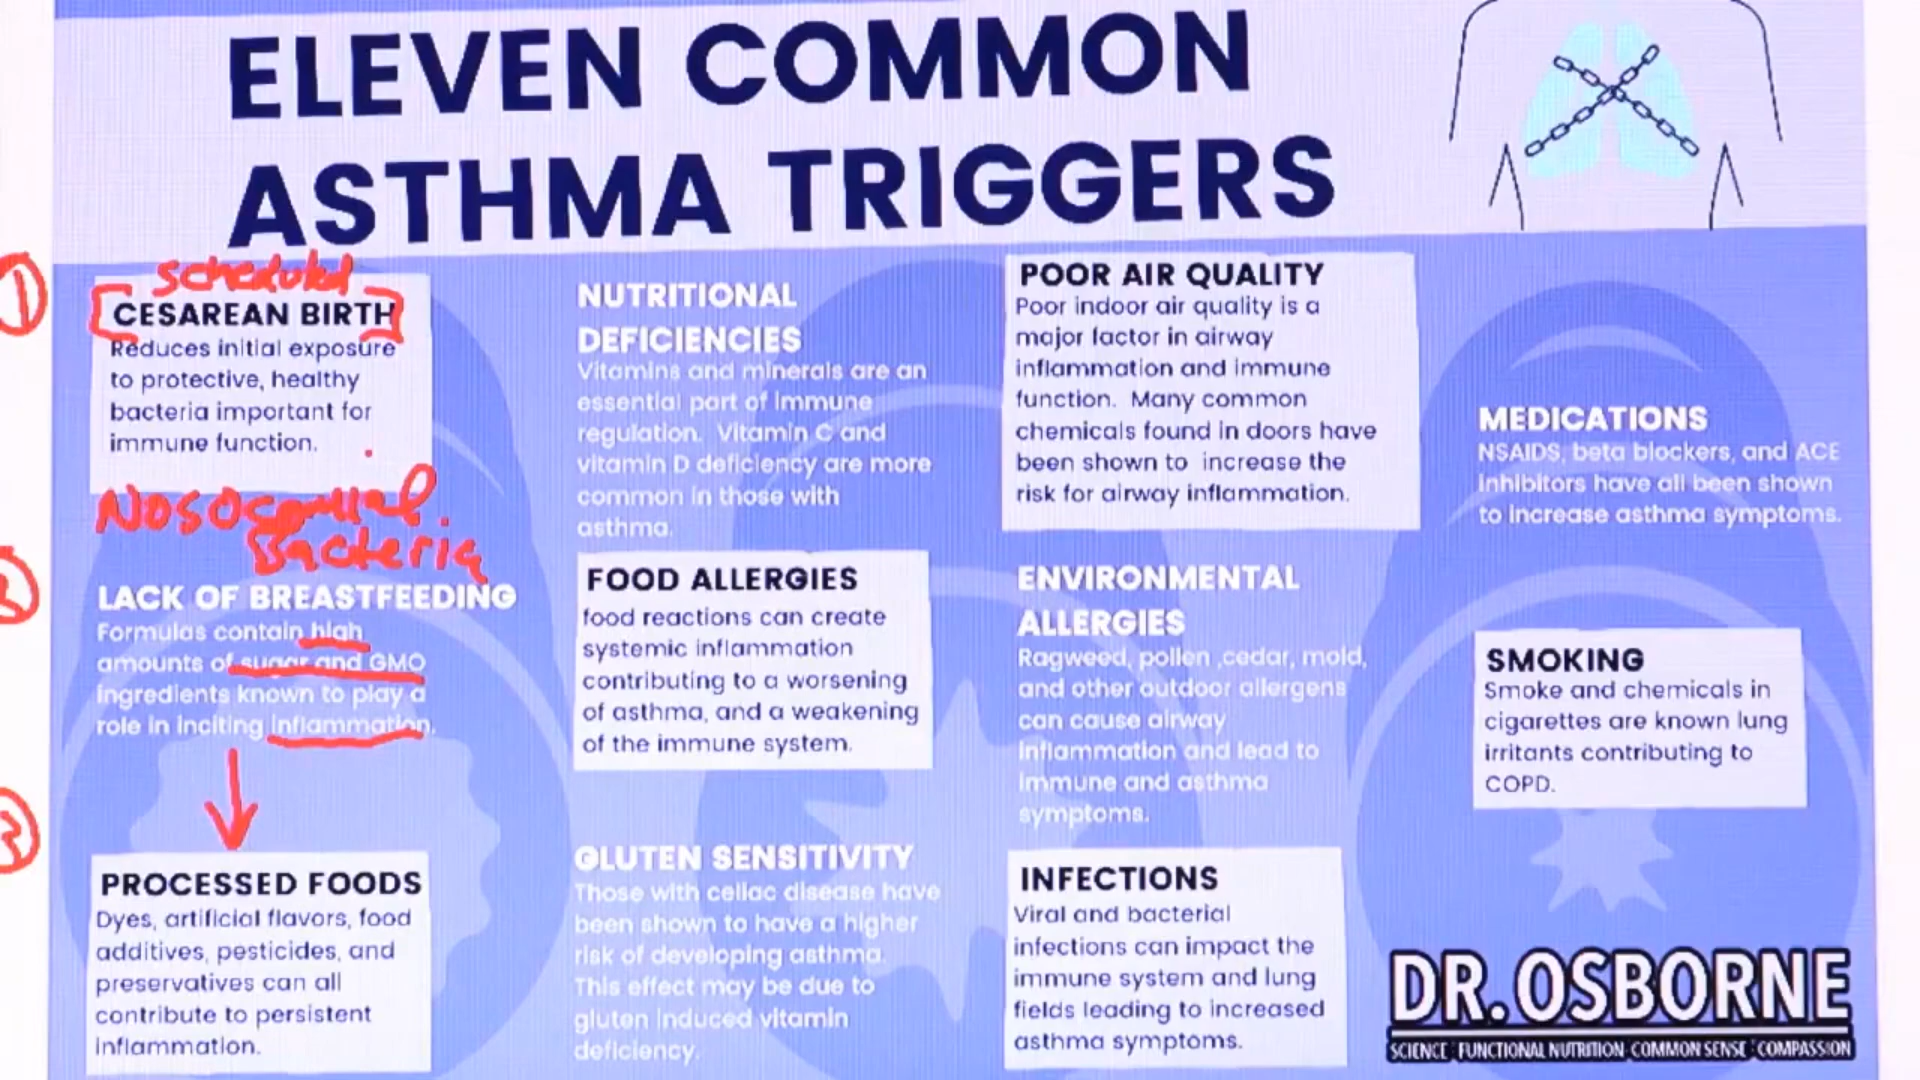 ELEVEN COMMON
ASTHMA TRIGGERS
1
scheduled
CESAREAN BIRTH
Reduces initial exposure
to protective, healthy
bacteria important for
immune function.
Nosocomial
Bacteria
2
LACK OF BREASTFEEDING
Formulas contain high
amounts of sugar and GMO
ingredients known to play a
role in inciting inflammation.
3
PROCESSED FOODS
Dyes, artificial flavors, food
additives, pesticides, and
preservatives can all
contribute to persistent
inflammation.
NUTRITIONAL
DEFICIENCIES
Vitamins and minerals are an
essential part of immune
regulation. Vitamin C and
vitamin D deficiency are more
common in those with
asthma.
FOOD ALLERGIES
food reactions can create
systemic inflammation
contributing to a worsening
of asthma, and a weakening
of the immune system.
GLUTEN SENSITIVITY
Those with celiac disease have
been shown to have a higher
risk of developing asthma.
This effect may be due to
gluten induced vitamin
deficiency.
POOR AIR QUALITY
Poor indoor air quality is a
major factor in airway
inflammation and immune
function. Many common
chemicals found in doors have
been shown to increase the
risk for airway inflammation.
ENVIRONMENTAL
ALLERGIES
Ragweed, pollen ,cedar, mold,
and other outdoor allergens
can cause airway
inflammation and lead to
immune and asthma
symptoms.
INFECTIONS
Viral and bacterial
infections can impact the
immune system and lung
fields leading to increased
asthma symptoms.
MEDICATIONS
NSAIDS, beta blockers, and ACE
inhibitors have all been shown
to increase asthma symptoms.
SMOKING
Smoke and chemicals in
cigarettes are known lung
irritants contributing to
COPD.
DR. OSBORNE
SCIENCE FUNCTIONAL NUTRITION COMMON SENSE COMPASSION